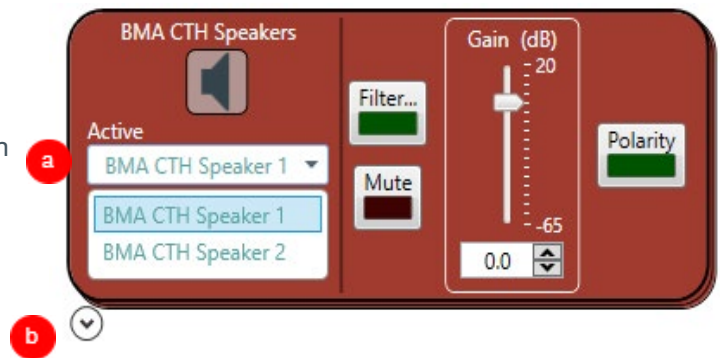 BMA CTH Speakers
Active
BMA CTH Speaker 1
BMA CTH Speaker 1
BMA CTH Speaker 2
Filter...
Mute
Gain (dB)
20
-65
0.0
Polarity
n
a
b